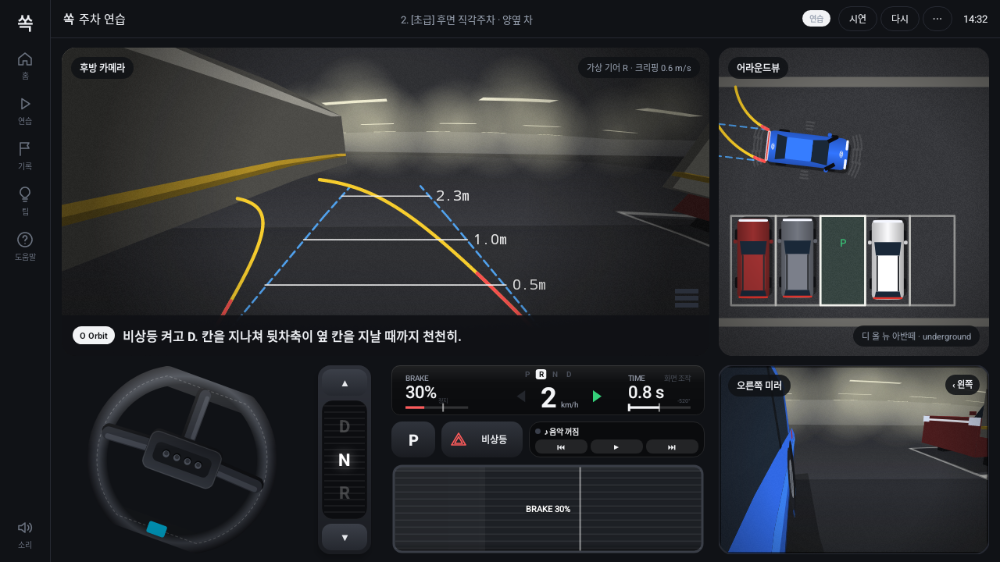 쏙
쏙 주차 연습
2. [초급] 후면 직각주차 · 양옆 차
연습
시연
다시
···
14:32
홈
연습
기록
팁
도움말
소리
후방 카메라
가상 기어 R · 크리핑 0.6 m/s
2.3m
1.0m
0.5m
O Orbit
비상등 켜고 D. 칸을 지나쳐 뒷차축이 옆 칸을 지날 때까지 천천히.
어라운드뷰
P
디 올 뉴 아반떼 · underground
D
N
R
BRAKE
30%
P R N D
2 km/h
TIME
화면 조작
0.8 s
P
비상등
♪ 음악 꺼짐
BRAKE 30%
오른쪽 미러
‹ 왼쪽